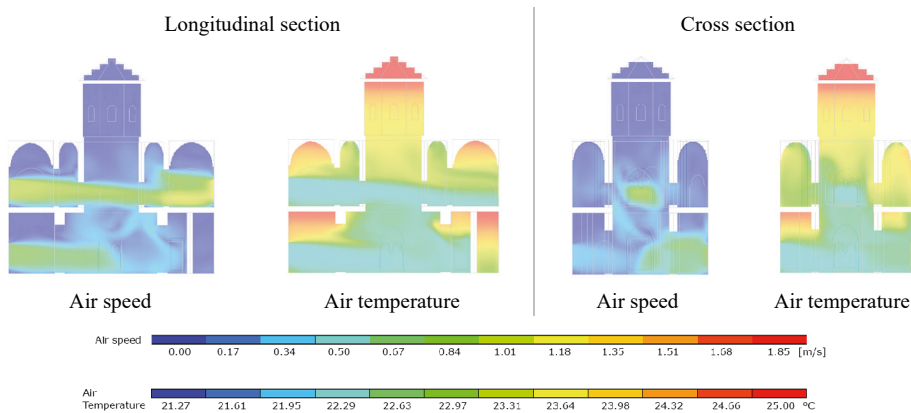 Longitudinal section
Cross section
Air speed
Air temperature
Air speed
Air temperature
Air speed
0.00 0.17 0.34 0.50 0.67 0.84 1.01 1.18 1.35 1.51 1.68 1.85 [m/s]
Air
Temperature 21.27 21.61 21.95 22.29 22.63 22.97 23.31 23.64 23.98 24.32 24.66 25.00 ºC